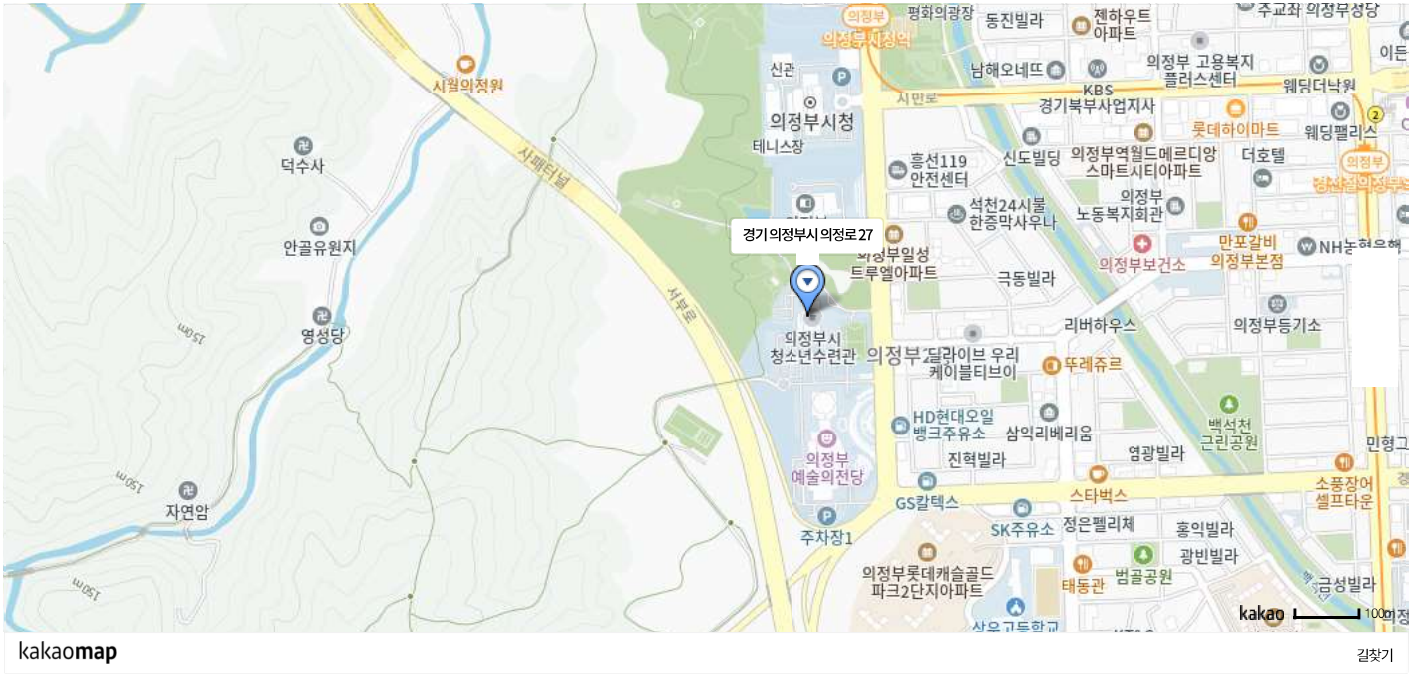 의정부
의정부시청역
평화의광장
동진빌라
젠하우트
아파트
주교좌 의정부성당
신관
남해오네뜨
KBS
경기북부사업지사
의정부 고용복지
플러스센터
웨딩더낙원
시월의정원
시민로
의정부시청
테니스장
롯데하이마트
웨딩팰리스
2
덕수사
사패터널
흥선119
안전센터
신도빌딩
의정부역월드메르디앙
스마트시티아파트
더호텔
의정부
안골유원지
석천24시불
한증막사우나
의정부
노동복지회관
경기 의정부시 의정로 27
의정부일성
트루엘아파트
의정부보건소
만포갈비
의정부본점
NH농협은행
극동빌라
서부로
150m
영성당
의정부시
청소년수련관
리버하우스
의정부등기소
딜라이브 우리
케이블티브이
뚜레쥬르
HD현대오일
뱅크주유소
삼익리베리움
백석천
근린공원
의정부
예술의전당
진혁빌라
영광빌라
150m
자연암
GS칼텍스
스타벅스
소풍장어
셀프타운
주차장1
SK주유소
정은펠리체
홍익빌라
광빈빌라
의정부롯데캐슬골드
파크2단지아파트
태동관
범골공원
금성빌라
150m
상우고등학교
kakao
100m
kakaomap
길찾기